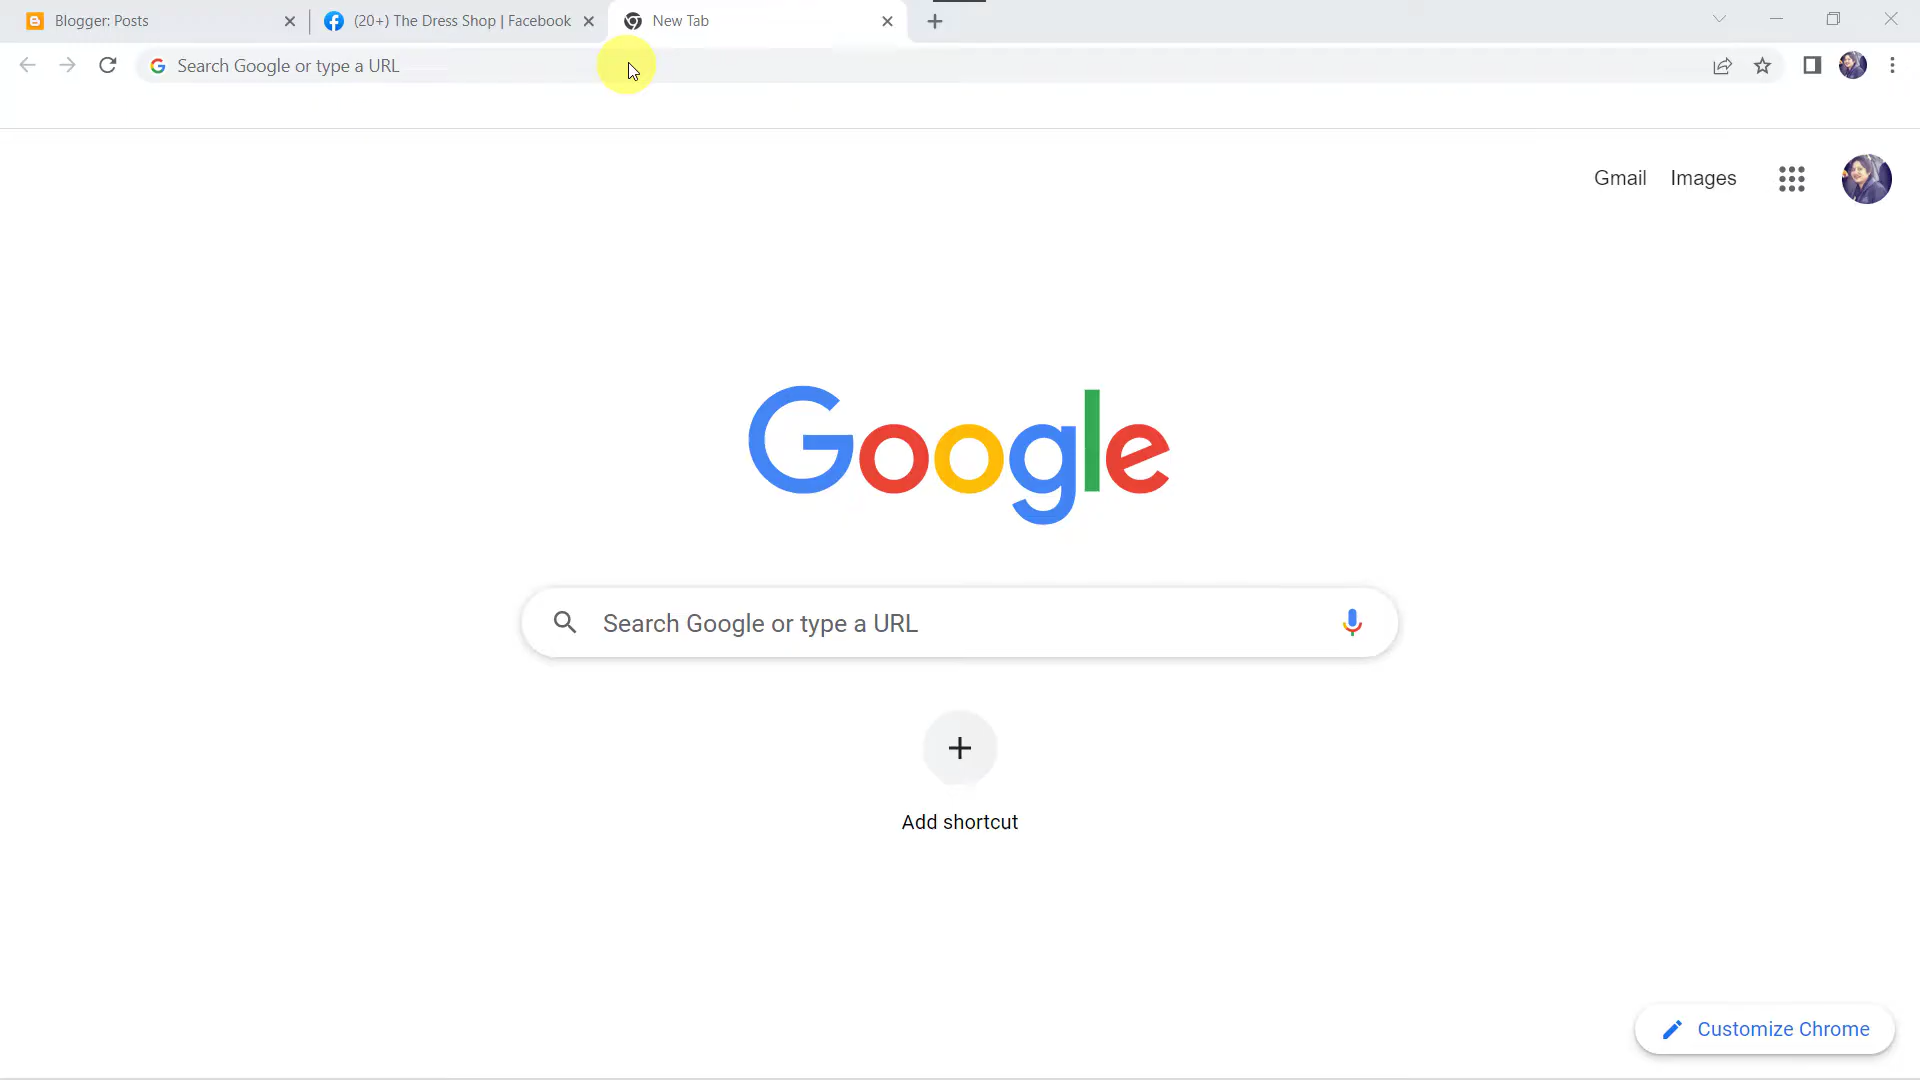 Blogger: Posts
(20+) The Dress Shop | Facebook
New Tab
Search Google or type a URL
Gmail
Images
Google
Search Google or type a URL
Add shortcut
Customize Chrome